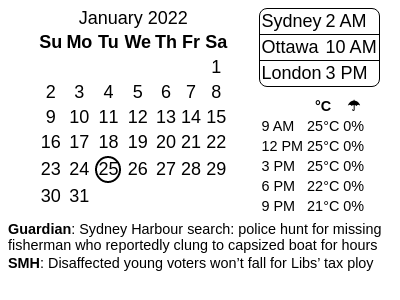 January 2022
Su Mo Tu We Th Fr Sa
1
2 3 4 5 6 7 8
9 10 11 12 13 14 15
16 17 18 19 20 21 22
23 24 25 26 27 28 29
30 31
Sydney 2 AM
Ottawa 10 AM
London 3 PM
°C ☂
9 AM 25°C 0%
12 PM 25°C 0%
3 PM 25°C 0%
6 PM 22°C 0%
9 PM 21°C 0%
Guardian: Sydney Harbour search: police hunt for missing
fisherman who reportedly clung to capsized boat for hours
SMH: Disaffected young voters won’t fall for Libs’ tax ploy